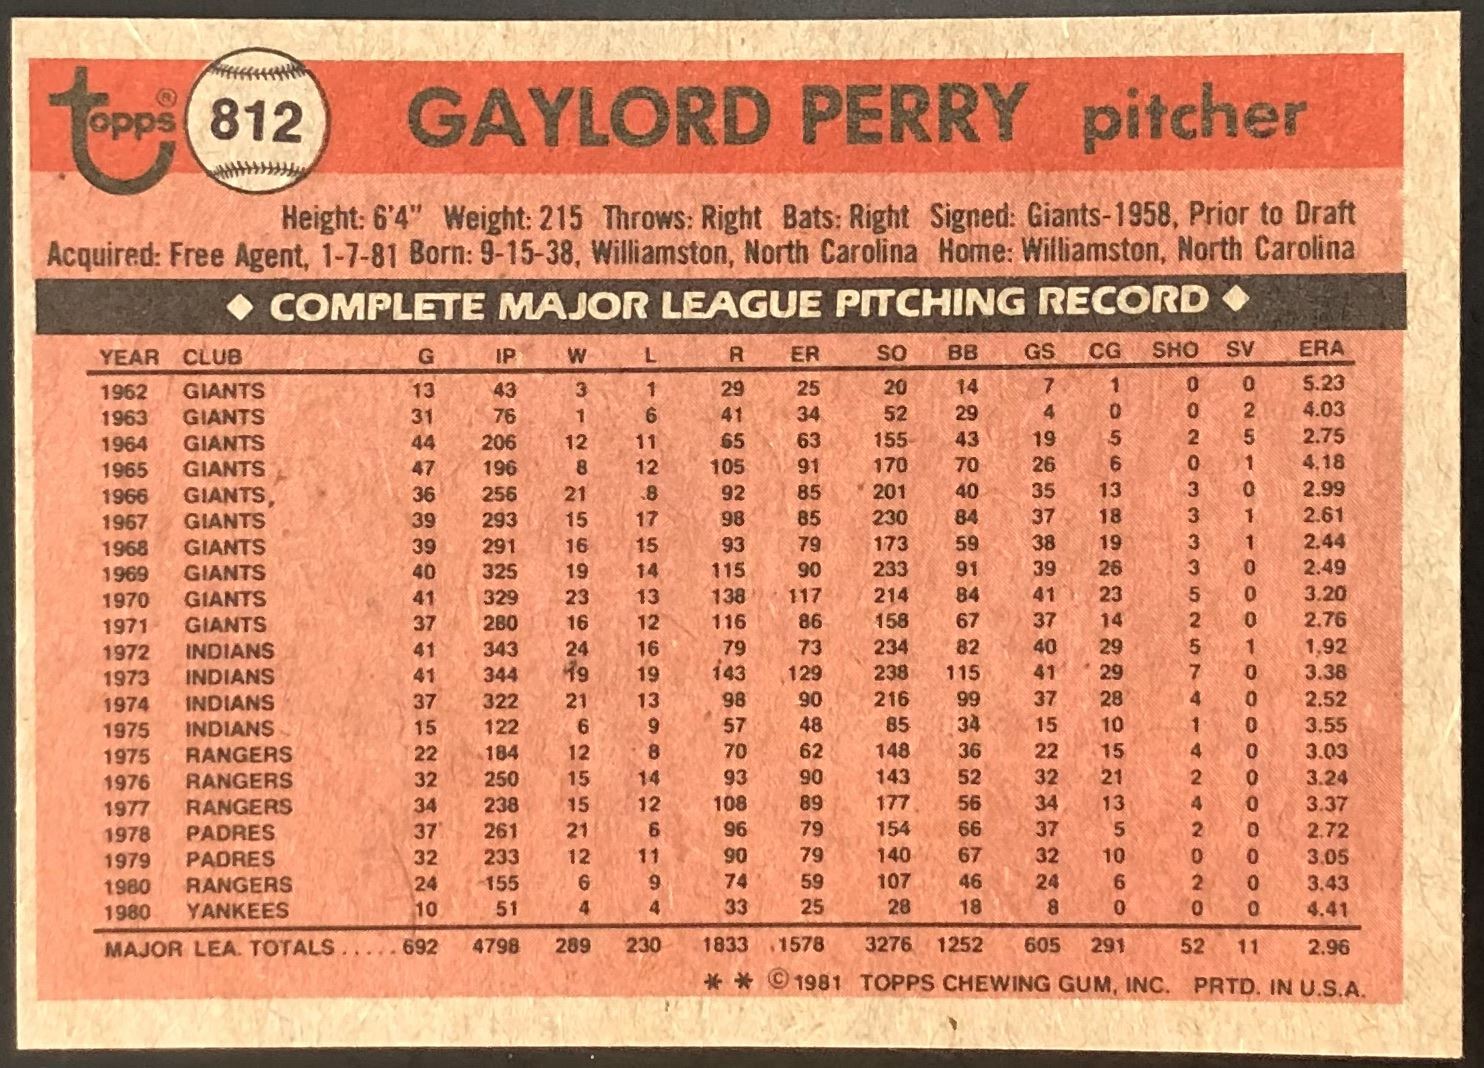 topps ® 812 GAYLORD PERRY pitcher
Height: 6'4" Weight: 215 Throws: Right Bats: Right Signed: Giants-1958, Prior to Draft
Acquired: Free Agent, 1-7-81 Born: 9-15-38, Williamston, North Carolina Home: Williamston, North Carolina
◆ COMPLETE MAJOR LEAGUE PITCHING RECORD ◆
YEAR CLUB G IP W L R ER SO BB GS CG SHO SV ERA
1962 GIANTS 13 43 3 1 29 25 20 14 7 1 0 0 5.23
1963 GIANTS 31 76 1 6 41 34 52 29 4 0 0 2 4.03
1964 GIANTS 44 206 12 11 65 63 155 43 19 5 2 5 2.75
1965 GIANTS 47 196 8 12 105 91 170 70 26 6 0 1 4.18
1966 GIANTS 36 256 21 8 92 85 201 40 35 13 3 0 2.99
1967 GIANTS 39 293 15 17 98 85 230 84 37 18 3 1 2.61
1968 GIANTS 39 291 16 15 93 79 173 59 38 19 3 1 2.44
1969 GIANTS 40 325 19 14 115 90 233 91 39 26 3 0 2.49
1970 GIANTS 41 329 23 13 138 117 214 84 41 23 5 0 3.20
1971 GIANTS 37 280 16 12 116 86 158 67 37 14 2 0 2.76
1972 INDIANS 41 343 24 16 79 73 234 82 40 29 5 1 1.92
1973 INDIANS 41 344 19 19 143 129 238 115 41 29 7 0 3.38
1974 INDIANS 37 322 21 13 98 90 216 99 37 28 4 0 2.52
1975 INDIANS 15 122 6 9 57 48 85 34 15 10 1 0 3.55
1975 RANGERS 22 184 12 8 70 62 148 36 22 15 4 0 3.03
1976 RANGERS 32 250 15 14 93 90 143 52 32 21 2 0 3.24
1977 RANGERS 34 238 15 12 108 89 177 56 34 13 4 0 3.37
1978 PADRES 37 261 21 6 96 79 154 66 37 5 2 0 2.72
1979 PADRES 32 233 12 11 90 79 140 67 32 10 0 0 3.05
1980 RANGERS 24 155 6 9 74 59 107 46 24 6 2 0 3.43
1980 YANKEES 10 51 4 4 33 25 28 18 8 0 0 0 4.41
MAJOR LEA. TOTALS ..... 692 4798 289 230 1833 1578 3276 1252 605 291 52 11 2.96
* * © 1981 TOPPS CHEWING GUM, INC. PRTD. IN U.S.A.